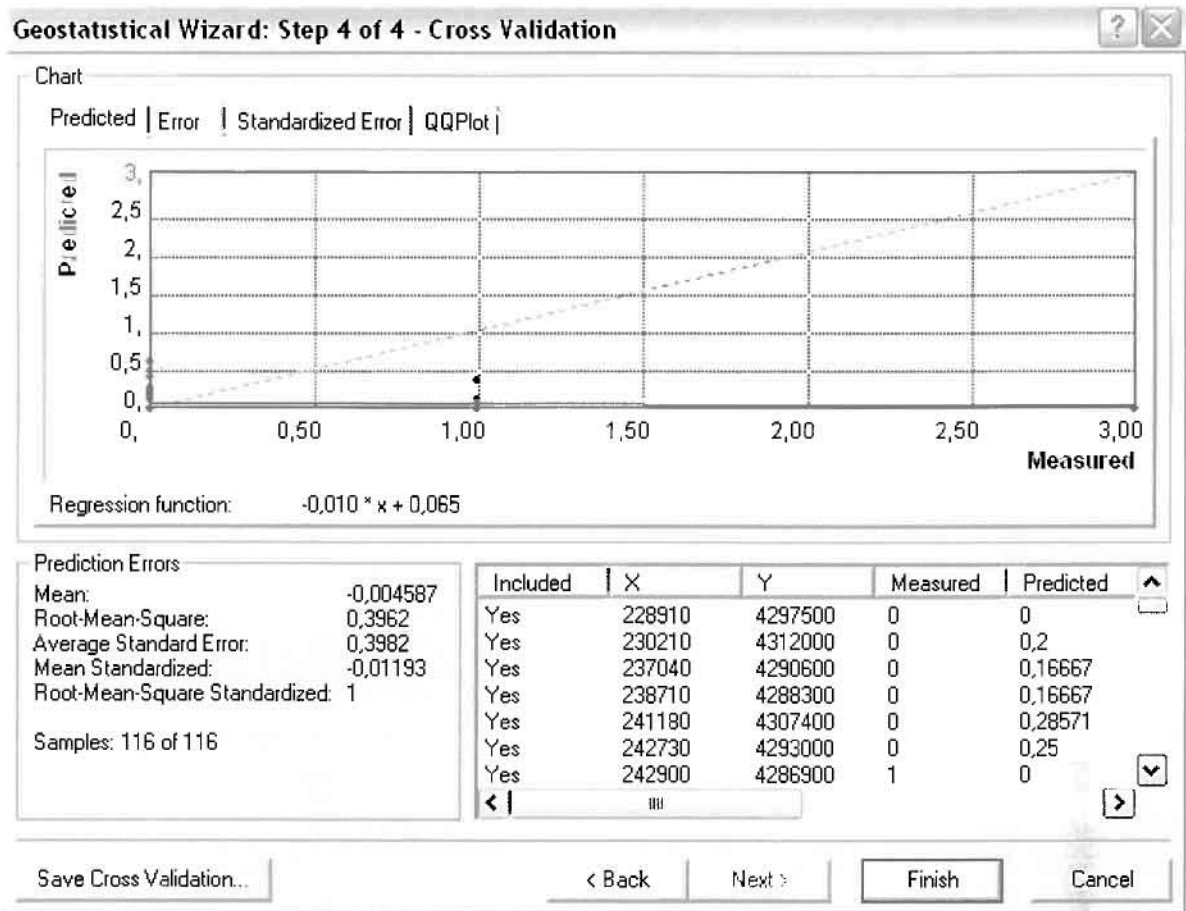 Geostatistical Wizard: Step 4 of 4 - Cross Validation
Chart
Predicted Error Standardized Error QQPlot
Predicted
3,
2,5
2,
1,5
1,
0,5
0,
0, 0,50 1,00 1,50 2,00 2,50 3,00
Measured
Regression function: -0,010 * x + 0,065
Prediction Errors
Mean: -0,004587
Root-Mean-Square: 0,3962
Average Standard Error: 0,3982
Mean Standardized: -0,01193
Root-Mean-Square Standardized: 1
Samples: 116 of 116
Included X Y Measured Predicted
Yes 228910 4297500 0 0
Yes 230210 4312000 0 0,2
Yes 237040 4290600 0 0,16667
Yes 238710 4288300 0 0,16667
Yes 241180 4307400 0 0,28571
Yes 242730 4293000 0 0,25
Yes 242900 4286900 1 0
Save Cross Validation... < Back Next > Finish Cancel